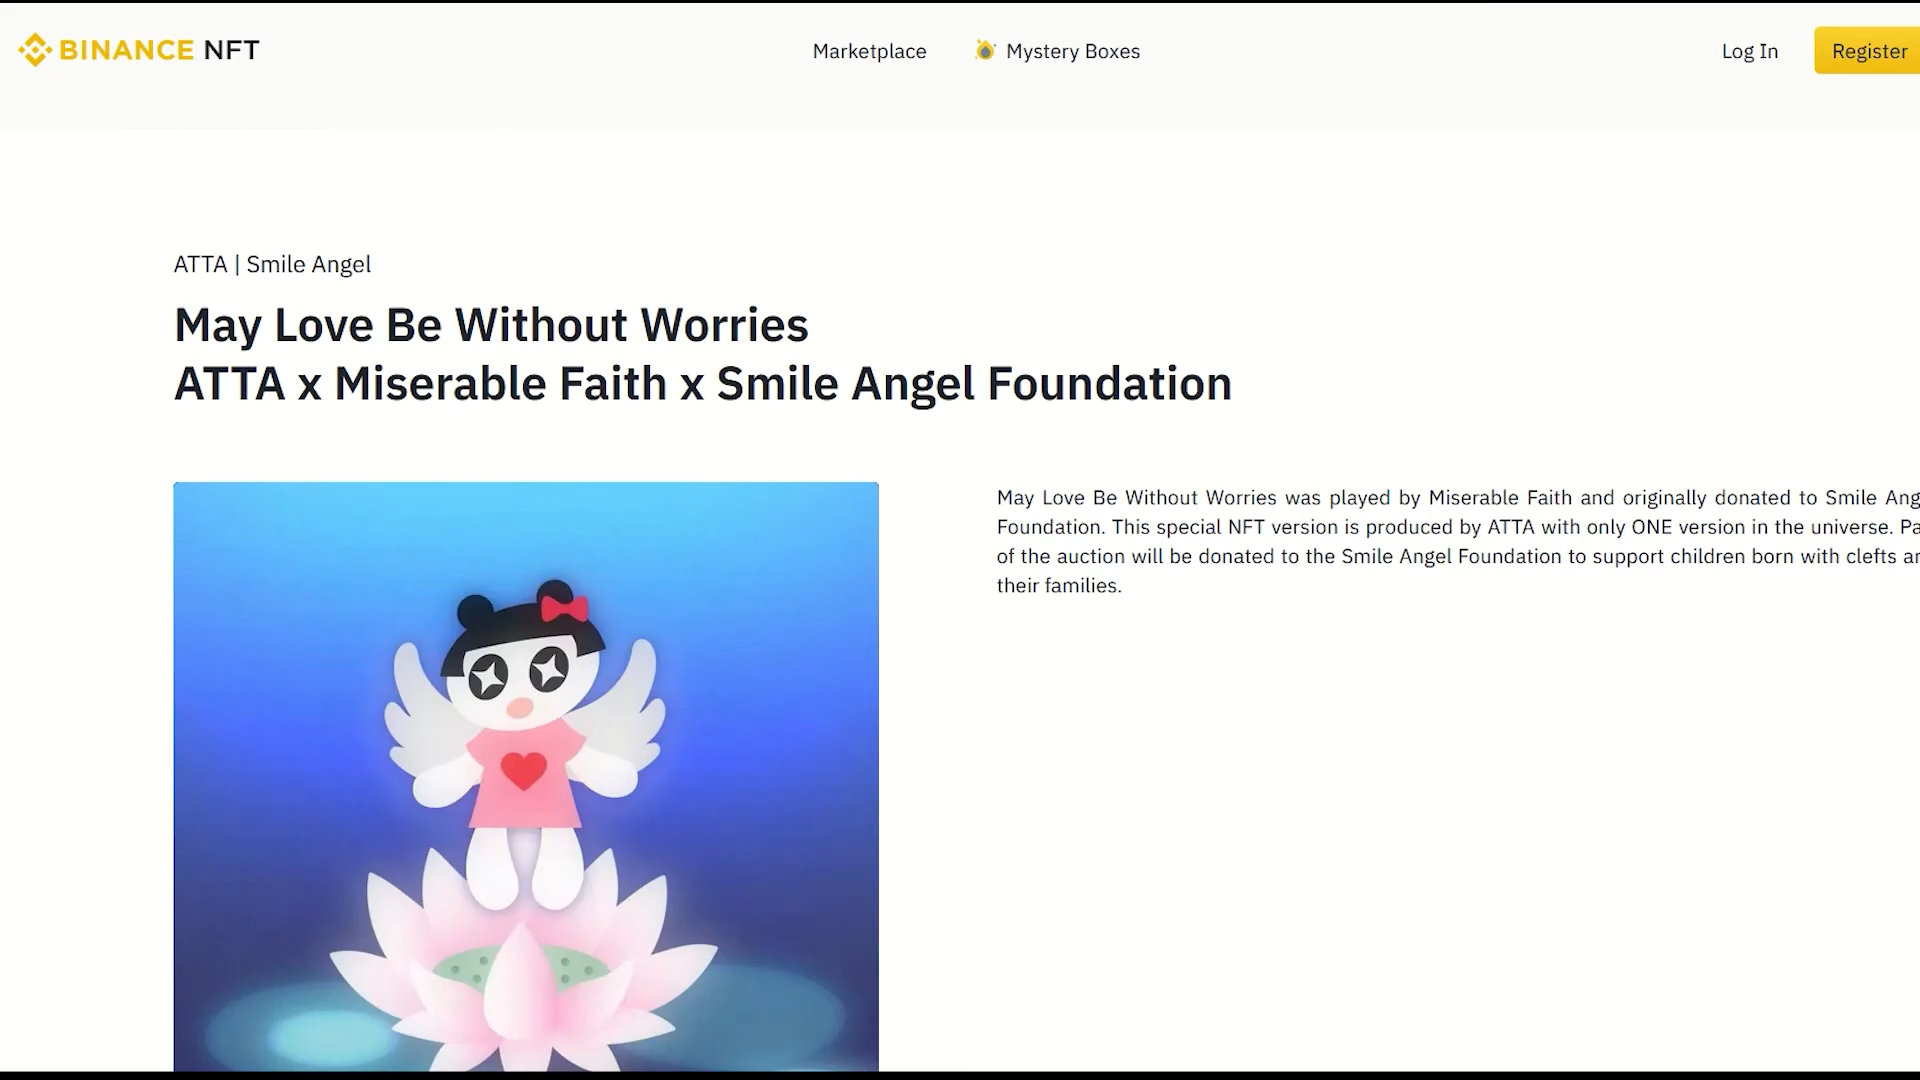 BINANCE NFT
Marketplace
Mystery Boxes
Log In
Register
ATTA | Smile Angel
May Love Be Without Worries
ATTA x Miserable Faith x Smile Angel Foundation
May Love Be Without Worries was played by Miserable Faith and originally donated to Smile
Foundation. This special NFT version is produced by ATTA with only ONE version in the universe.
of the auction will be donated to the Smile Angel Foundation to support children born with clefts
their families.